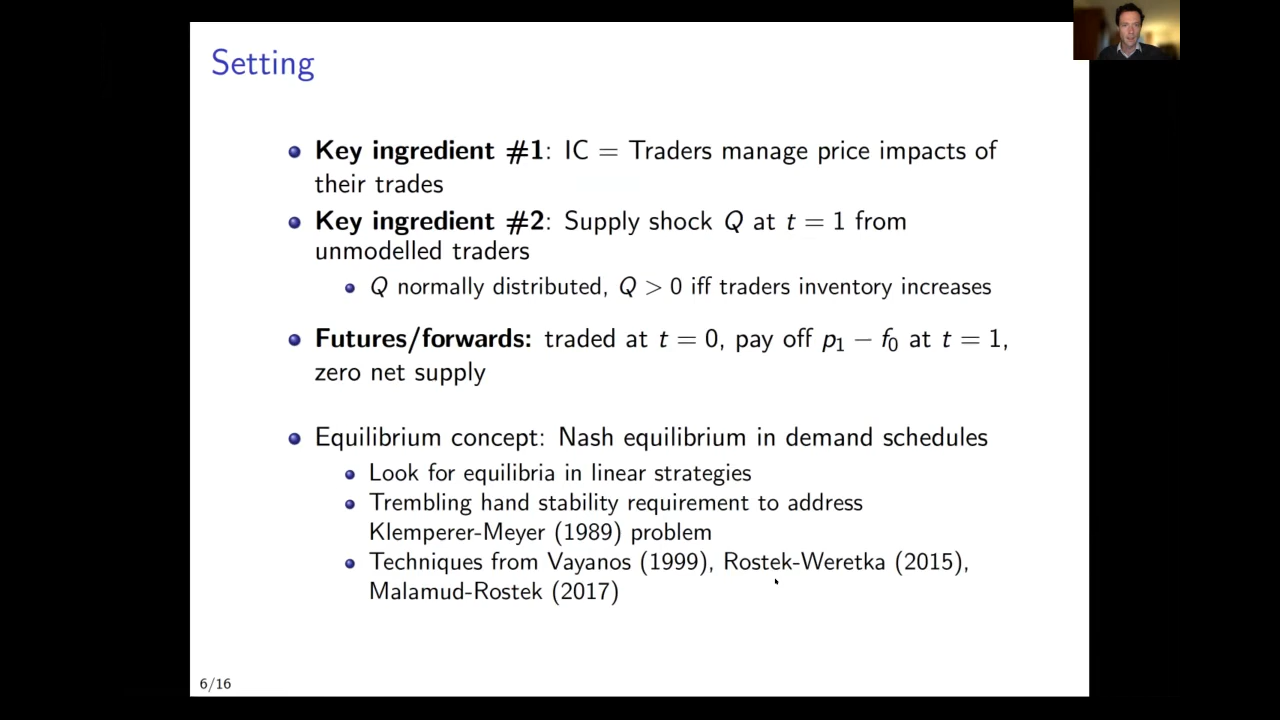 Setting
Key ingredient #1: IC = Traders manage price impacts of
their trades
Key ingredient #2: Supply shock Q at t = 1 from
unmodelled traders
Q normally distributed, Q > 0 iff traders inventory increases
Futures/forwards: traded at t = 0, pay off p₁ − f₀ at t = 1,
zero net supply
Equilibrium concept: Nash equilibrium in demand schedules
Look for equilibria in linear strategies
Trembling hand stability requirement to address
Klemperer-Meyer (1989) problem
Techniques from Vayanos (1999), Rostek-Weretka (2015),
Malamud-Rostek (2017)
6/16